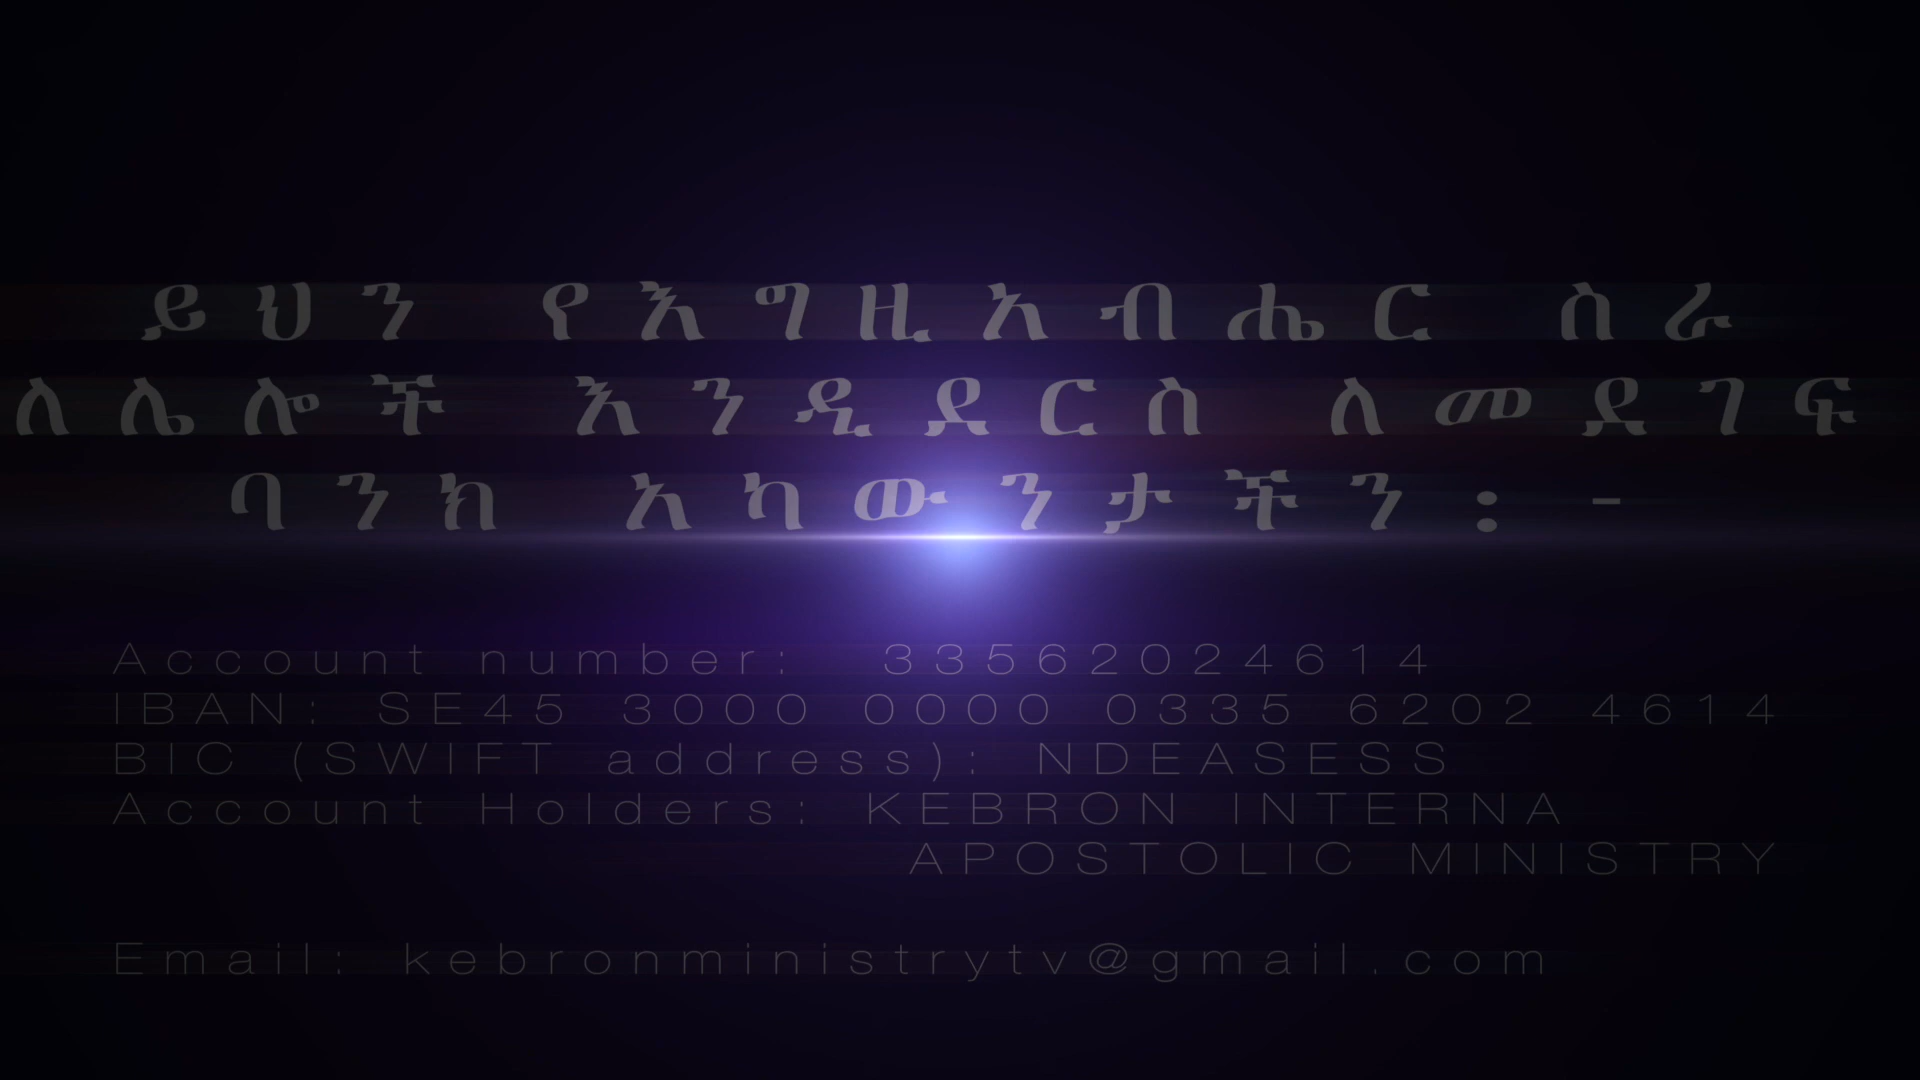 ይህን የእግዚአብሔር ስራ
ለሌሎች እንዲደርስ ለመደገፍ
ባንክ አካውንታችን፡-
Account number: 33562024614
IBAN: SE45 3000 0000 0335 6202 4614
BIC (SWIFT address): NDEASESS
Account Holders: KEBRON INTERNA
APOSTOLIC MINISTRY
Email: kebronministrytv@gmail.com